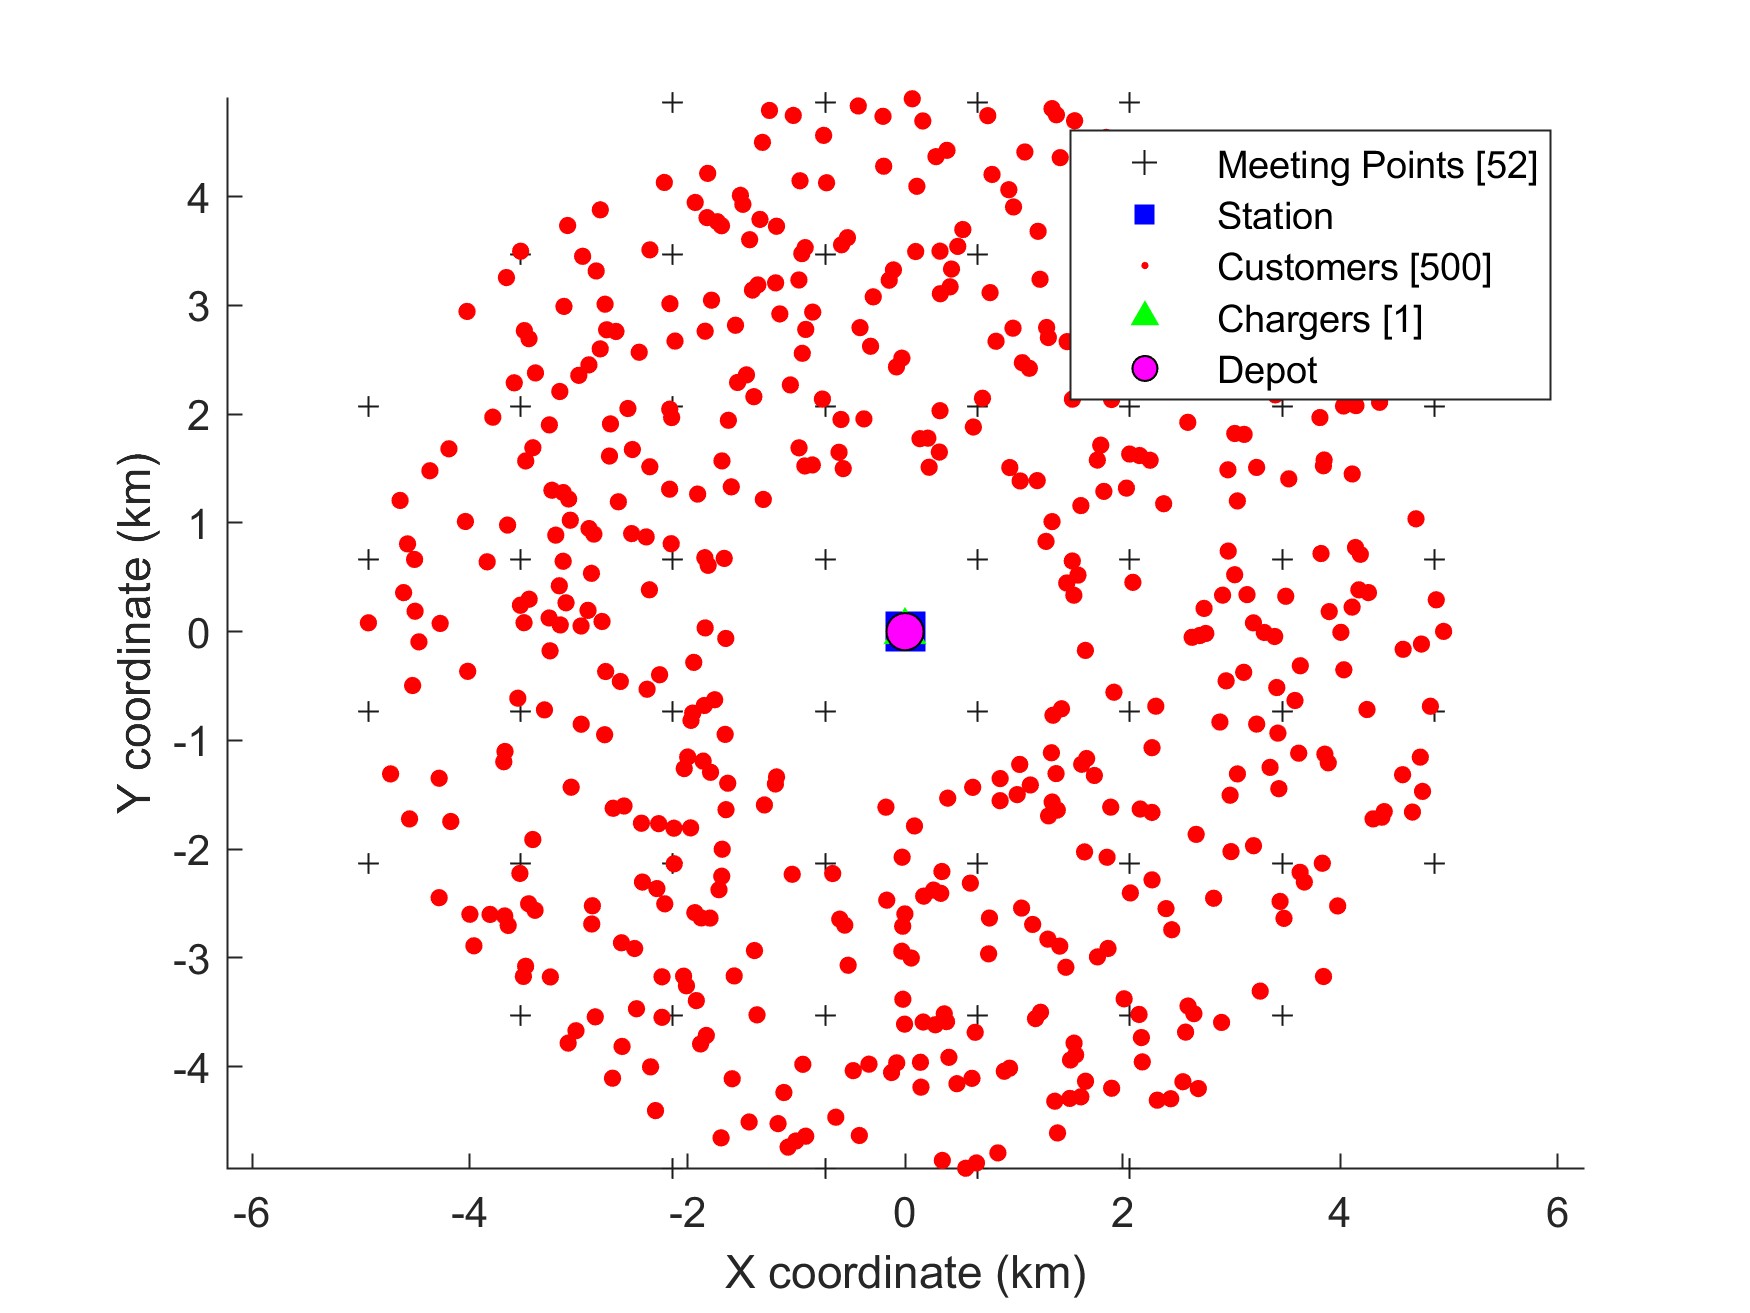 Meeting Points [52]
Station
Customers [500]
Chargers [1]
Depot
4
3
2
1
0
-1
-2
-3
-4
Y coordinate (km)
-6 -4 -2 0 2 4 6
X coordinate (km)